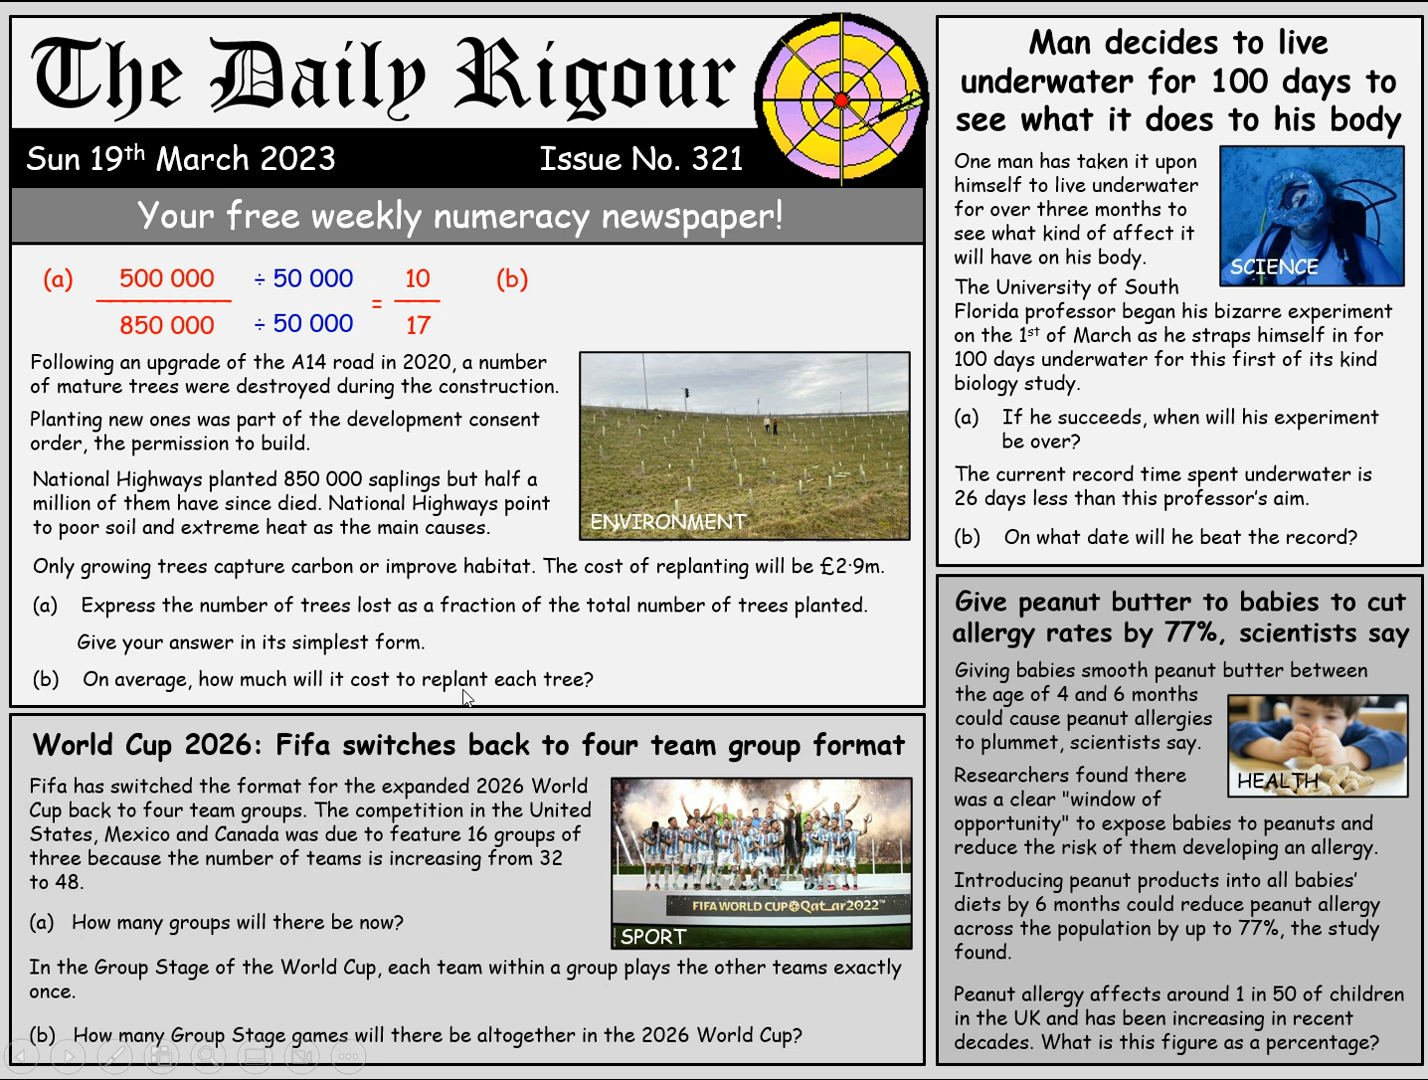 The Daily Rigour
Sun 19th March 2023 Issue No. 321
Your free weekly numeracy newspaper!
(a) 500 000 ÷ 50 000 = 10 (b)
850 000 ÷ 50 000 17
Following an upgrade of the A14 road in 2020, a number
of mature trees were destroyed during the construction.
Planting new ones was part of the development consent
order, the permission to build.
National Highways planted 850 000 saplings but half a
million of them have since died. National Highways point
to poor soil and extreme heat as the main causes.
ENVIRONMENT
Only growing trees capture carbon or improve habitat. The cost of replanting will be £2·9m.
(a) Express the number of trees lost as a fraction of the total number of trees planted.
Give your answer in its simplest form.
(b) On average, how much will it cost to replant each tree?
World Cup 2026: Fifa switches back to four team group format
Fifa has switched the format for the expanded 2026 World
Cup back to four team groups. The competition in the United
States, Mexico and Canada was due to feature 16 groups of
three because the number of teams is increasing from 32
to 48.
FIFA WORLD CUP Qatar2022
SPORT
(a) How many groups will there be now?
In the Group Stage of the World Cup, each team within a group plays the other teams exactly
once.
(b) How many Group Stage games will there be altogether in the 2026 World Cup?
Man decides to live
underwater for 100 days to
see what it does to his body
One man has taken it upon
himself to live underwater
for over three months to
see what kind of affect it
will have on his body.
SCIENCE
The University of South
Florida professor began his bizarre experiment
on the 1st of March as he straps himself in for
100 days underwater for this first of its kind
biology study.
(a) If he succeeds, when will his experiment
be over?
The current record time spent underwater is
26 days less than this professor's aim.
(b) On what date will he beat the record?
Give peanut butter to babies to cut
allergy rates by 77%, scientists say
Giving babies smooth peanut butter between
the age of 4 and 6 months
could cause peanut allergies
to plummet, scientists say.
HEALTH
Researchers found there
was a clear "window of
opportunity" to expose babies to peanuts and
reduce the risk of them developing an allergy.
Introducing peanut products into all babies'
diets by 6 months could reduce peanut allergy
across the population by up to 77%, the study
found.
Peanut allergy affects around 1 in 50 of children
in the UK and has been increasing in recent
decades. What is this figure as a percentage?